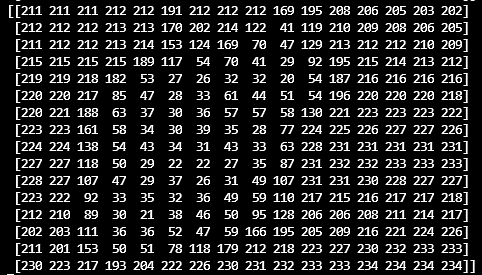 [[211 211 211 212 212 191 212 212 212 169 195 208 206 205 203 202]
[212 212 212 213 213 170 202 214 122 41 119 210 209 208 206 205]
[211 212 212 213 214 153 124 169 70 47 129 213 212 212 210 209]
[215 215 215 215 189 117 54 70 41 29 92 195 215 214 213 212]
[219 219 218 182 53 27 26 32 32 20 54 187 216 216 216 216]
[220 220 217 85 47 28 33 61 44 51 54 196 220 220 220 218]
[220 221 188 63 37 30 36 57 57 58 130 221 223 223 223 222]
[223 223 161 58 34 30 39 35 28 77 224 225 226 227 227 226]
[224 224 138 54 43 34 31 43 33 63 228 231 231 231 231 231]
[227 227 118 50 29 22 22 27 35 87 231 232 232 233 233 233]
[228 227 107 47 29 37 26 31 49 107 231 231 230 228 227 227]
[223 222 92 33 35 32 36 49 59 110 217 215 216 217 217 218]
[212 210 89 30 21 38 46 50 95 128 206 206 208 211 214 217]
[202 203 111 36 36 52 47 59 166 195 205 209 216 221 224 226]
[211 201 153 50 51 78 118 179 212 218 223 227 230 232 233 233]
[230 223 217 193 204 222 226 230 231 232 233 233 234 234 234 234]]